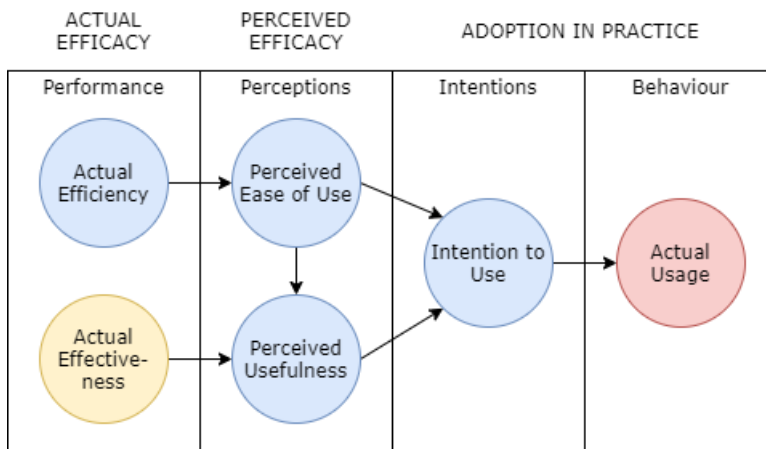 ACTUAL
EFFICACY
PERCEIVED
EFFICACY
ADOPTION IN PRACTICE
Performance
Perceptions
Intentions
Behaviour
Actual
Efficiency
Perceived
Ease of Use
Intention to
Use
Actual
Usage
Actual
Effective-
ness
Perceived
Usefulness